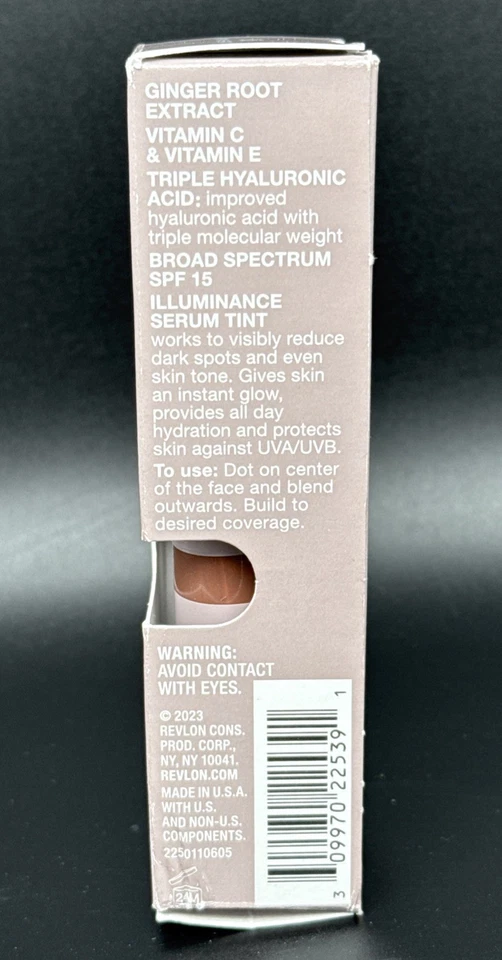 GINGER ROOT
EXTRACT
VITAMIN C
& VITAMIN E
TRIPLE HYALURONIC
ACID: improved
hyaluronic acid with
triple molecular weight
BROAD SPECTRUM
SPF 15
ILLUMINANCE
SERUM TINT
works to visibly reduce
dark spots and even
skin tone. Gives skin
an instant glow,
provides all day
hydration and protects
skin against UVA/UVB.
To use: Dot on center
of the face and blend
outwards. Build to
desired coverage.
WARNING:
AVOID CONTACT
WITH EYES.
© 2023
REVLON CONS.
PROD. CORP.,
NY, NY 10041.
REVLON.COM
MADE IN U.S.A.
WITH U.S.
AND NON-U.S.
COMPONENTS.
2250110605
24M
3 09970 22539 1